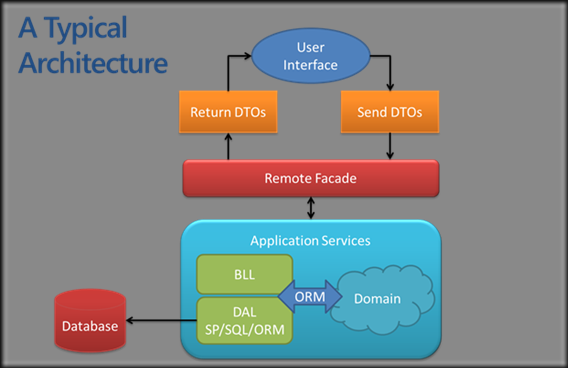 A Typical
Architecture
User
Interface
Return DTOs
Send DTOs
Remote Facade
Application Services
BLL
ORM
Domain
DAL
SP/SQL/ORM
Database